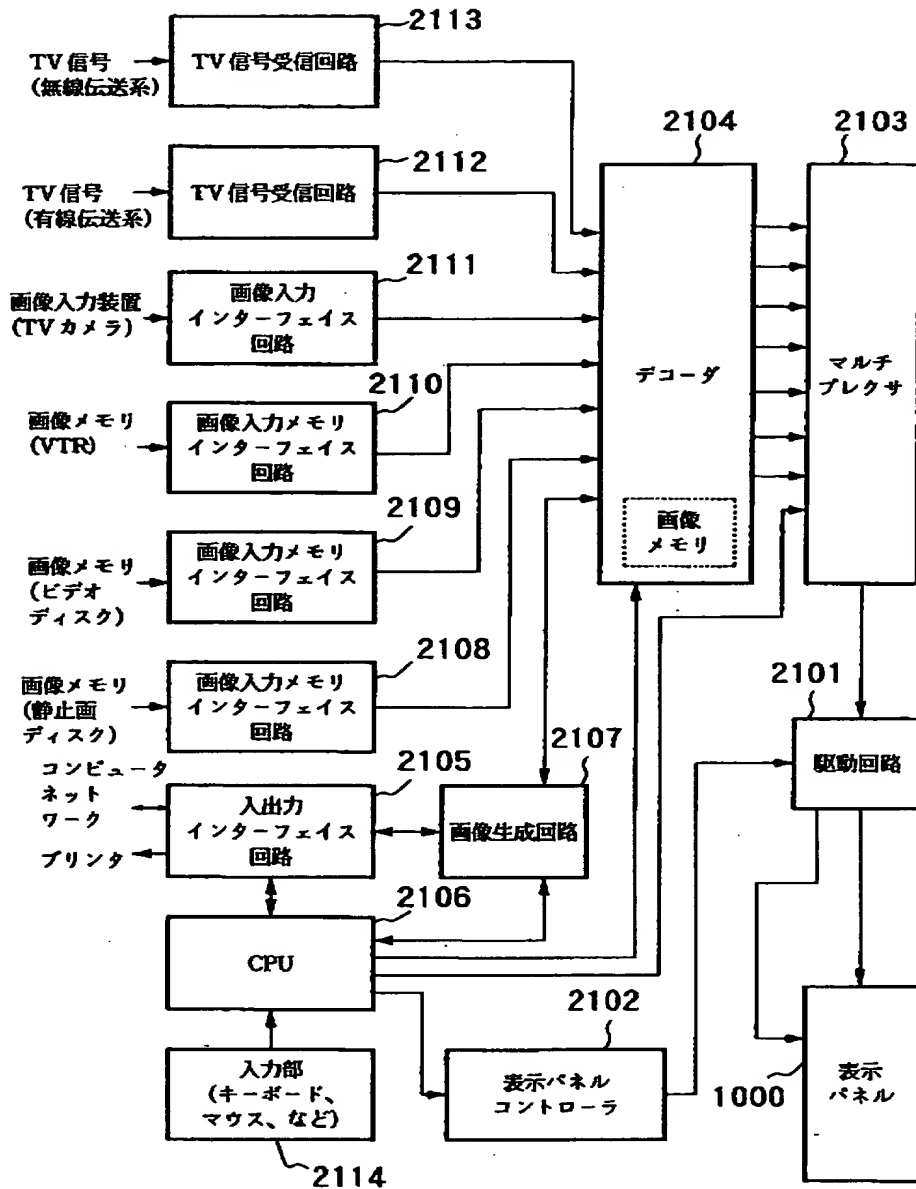 2113
TV 信号
(無線伝送系)
TV 信号受信回路
2112
TV 信号
(有線伝送系)
TV 信号受信回路
2111
画像入力装置
(TV カメラ)
画像入力
インターフェイス
回路
2110
画像メモリ
(VTR)
画像入力メモリ
インターフェイス
回路
2109
画像メモリ
(ビデオ
ディスク)
画像入力メモリ
インターフェイス
回路
2108
画像メモリ
(静止画
ディスク)
画像入力メモリ
インターフェイス
回路
2105
コンピュータ
ネット
ワーク
プリンタ
入出力
インターフェイス
回路
2107
画像生成回路
2106
CPU
入力部
(キーボード、
マウス、など)
2114
2104
デコーダ
画像
メモリ
2103
マルチ
プレクサ
2101
駆動回路
2102
表示パネル
コントローラ
1000
表示
パネル